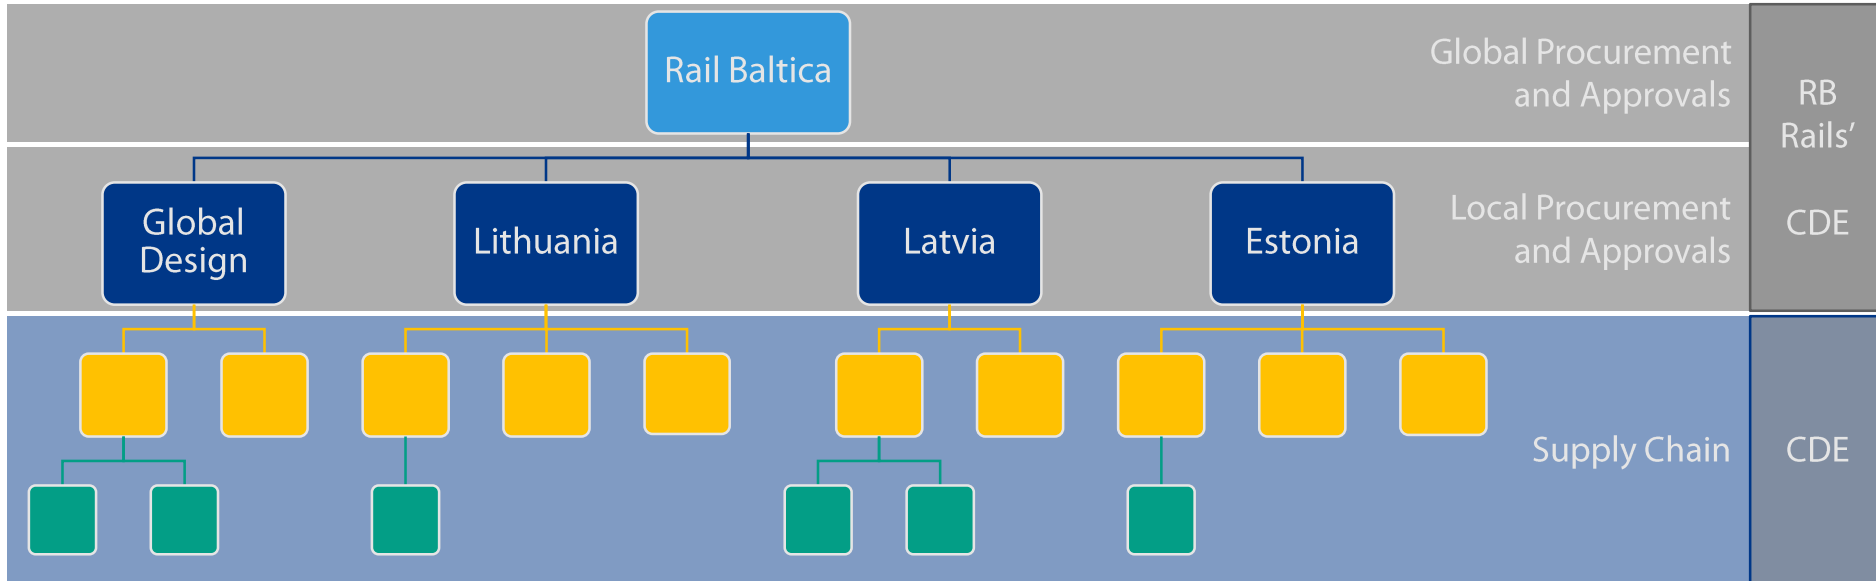 Rail Baltica
Global Procurement
and Approvals
RB
Rails’
CDE
Global
Design
Lithuania
Latvia
Estonia
Local Procurement
and Approvals
Supply Chain
CDE